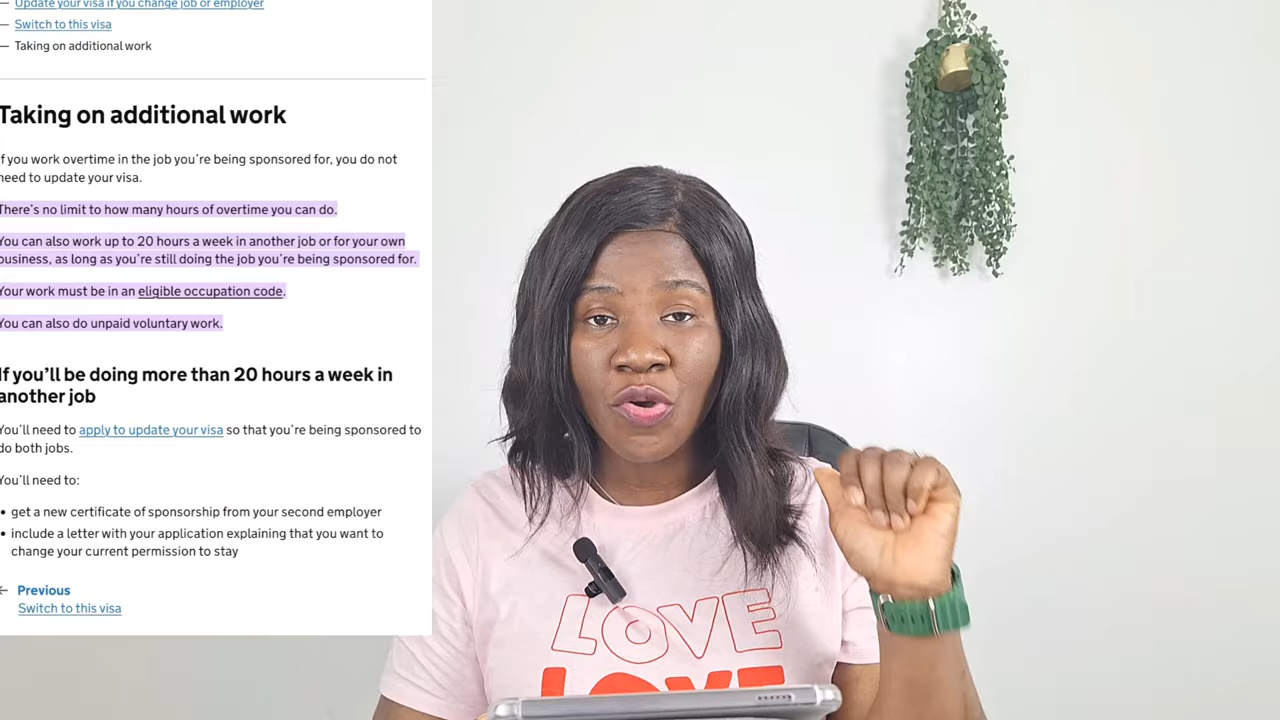 Update your visa if you change job or employer
— Switch to this visa
— Taking on additional work
Taking on additional work
f you work overtime in the job you're being sponsored for, you do not
need to update your visa.
There's no limit to how many hours of overtime you can do.
You can also work up to 20 hours a week in another job or for your own
business, as long as you're still doing the job you're being sponsored for.
Your work must be in an eligible occupation code.
You can also do unpaid voluntary work.
If you'll be doing more than 20 hours a week in
another job
You'll need to apply to update your visa so that you're being sponsored to
do both jobs.
You'll need to:
• get a new certificate of sponsorship from your second employer
• include a letter with your application explaining that you want to
change your current permission to stay
← Previous
Switch to this visa
LOVE
LOVE